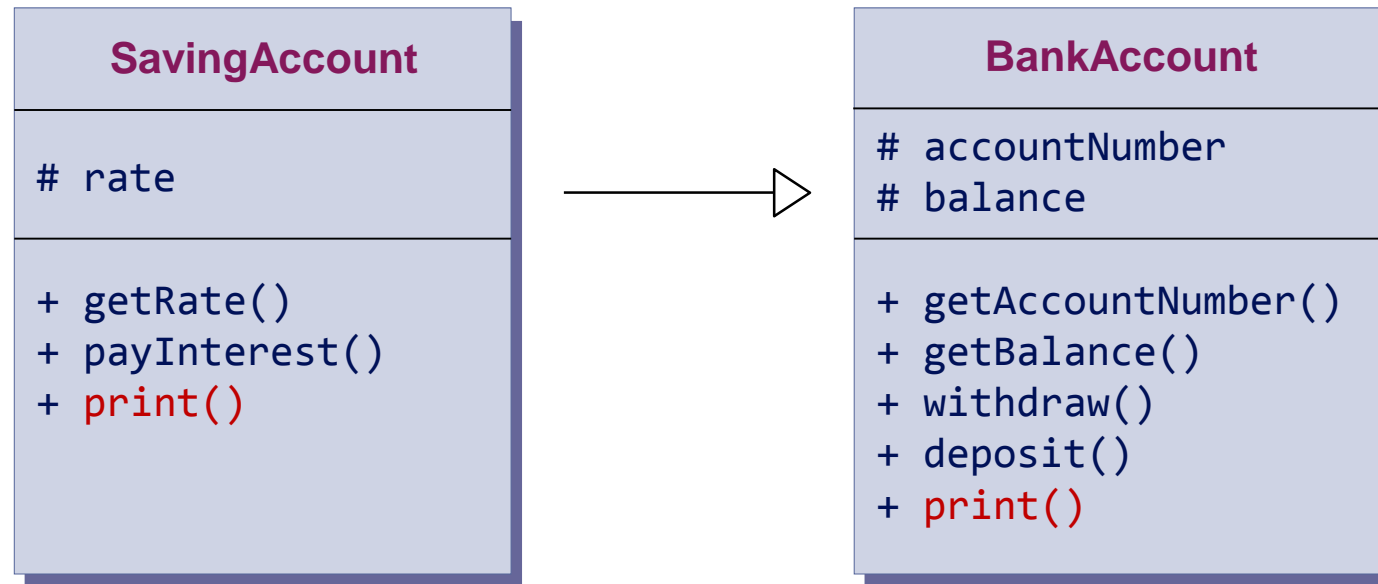 SavingAccount
# rate
+ getRate()
+ payInterest()
+ print()
BankAccount
# accountNumber
# balance
+ getAccountNumber()
+ getBalance()
+ withdraw()
+ deposit()
+ print()